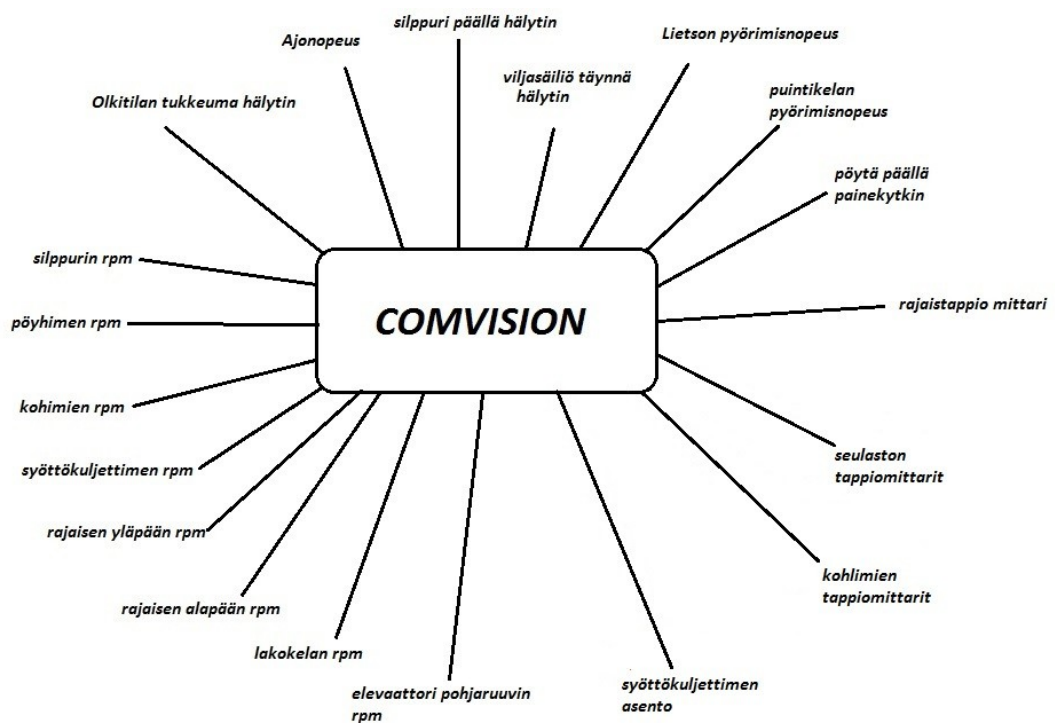 silppuri päällä hälytin
Ajonopeus
Lietson pyörimisnopeus
viljasäiliö täynnä
hälytin
Olkitilan tukkeuma hälytin
puintikelan
pyörimisnopeus
pöytä päällä
painekytkin
silppurin rpm
rajaistappio mittari
pöyhimen rpm
COMVISION
kohimien rpm
seulaston
tappiomittarit
syöttökuljettimen rpm
rajaisen yläpään rpm
kohlimien
tappiomittarit
rajaisen alapään rpm
lakokelan rpm
elevaattori pohjaruuvin
rpm
syöttökuljettimen
asento